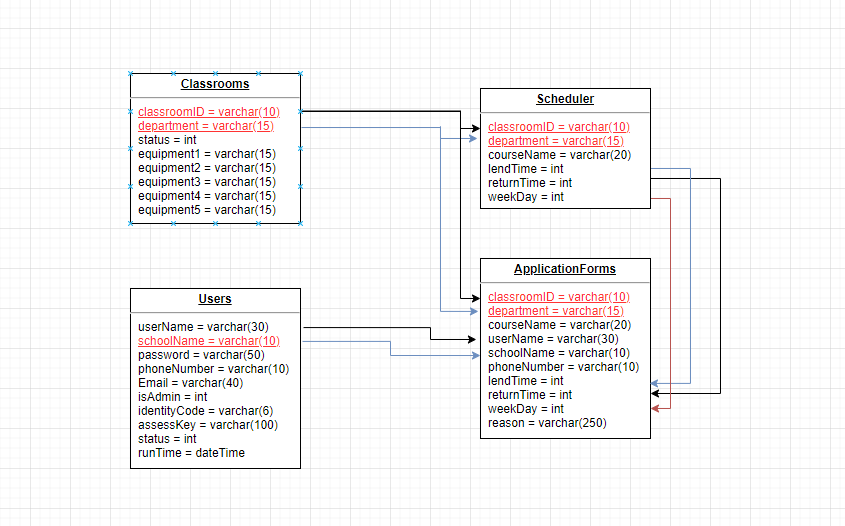 Classrooms
classroomID = varchar(10)
department = varchar(15)
status = int
equipment1 = varchar(15)
equipment2 = varchar(15)
equipment3 = varchar(15)
equipment4 = varchar(15)
equipment5 = varchar(15)
Scheduler
classroomID = varchar(10)
department = varchar(15)
courseName = varchar(20)
lendTime = int
returnTime = int
weekDay = int
Users
userName = varchar(30)
schoolName = varchar(10)
password = varchar(50)
phoneNumber = varchar(10)
Email = varchar(40)
isAdmin = int
identityCode = varchar(6)
assessKey = varchar(100)
status = int
runTime = dateTime
ApplicationForms
classroomID = varchar(10)
department = varchar(15)
courseName = varchar(20)
userName = varchar(30)
schoolName = varchar(10)
phoneNumber = varchar(10)
lendTime = int
returnTime = int
weekDay = int
reason = varchar(250)